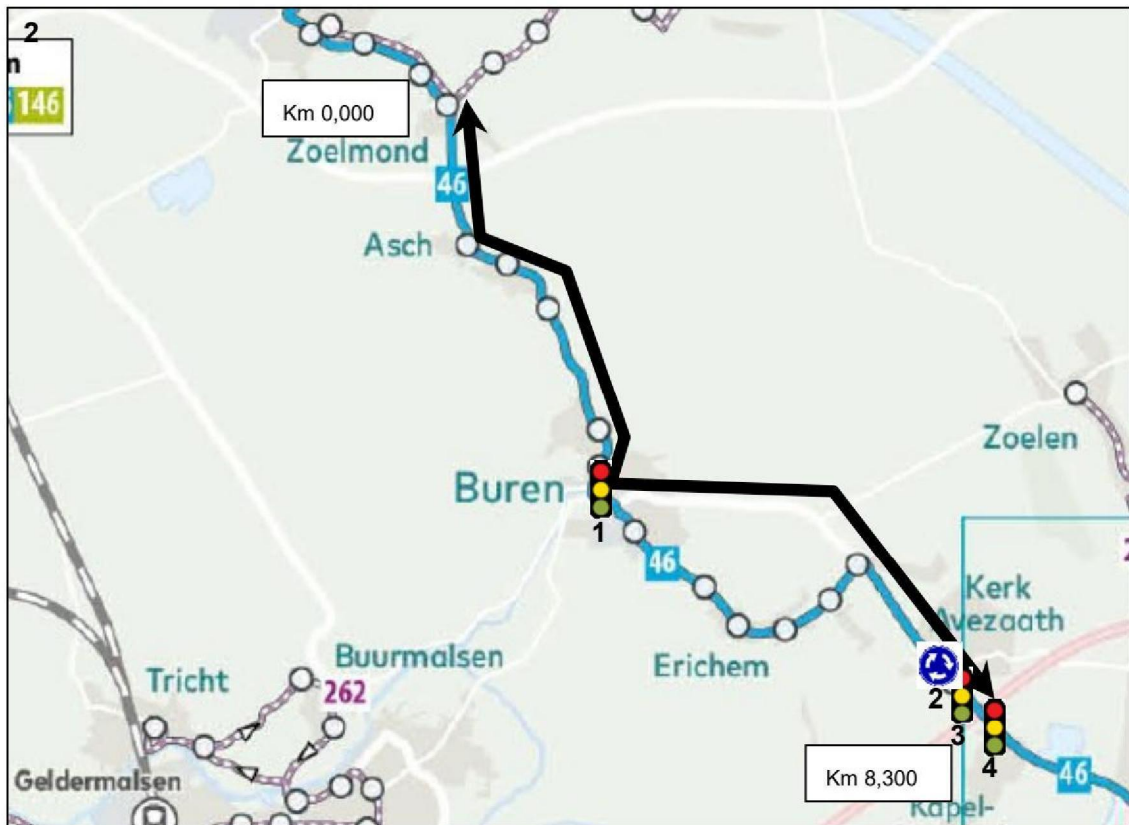 2
m
146
Km 0,000
Zoelmond
46
Asch
Zoelen
Buren
1
46
Kerk
Avezaath
Erichem
Buurmalsen
Tricht
262
2
3
4
Km 8,300
Geldermalsen
46
Kapel-